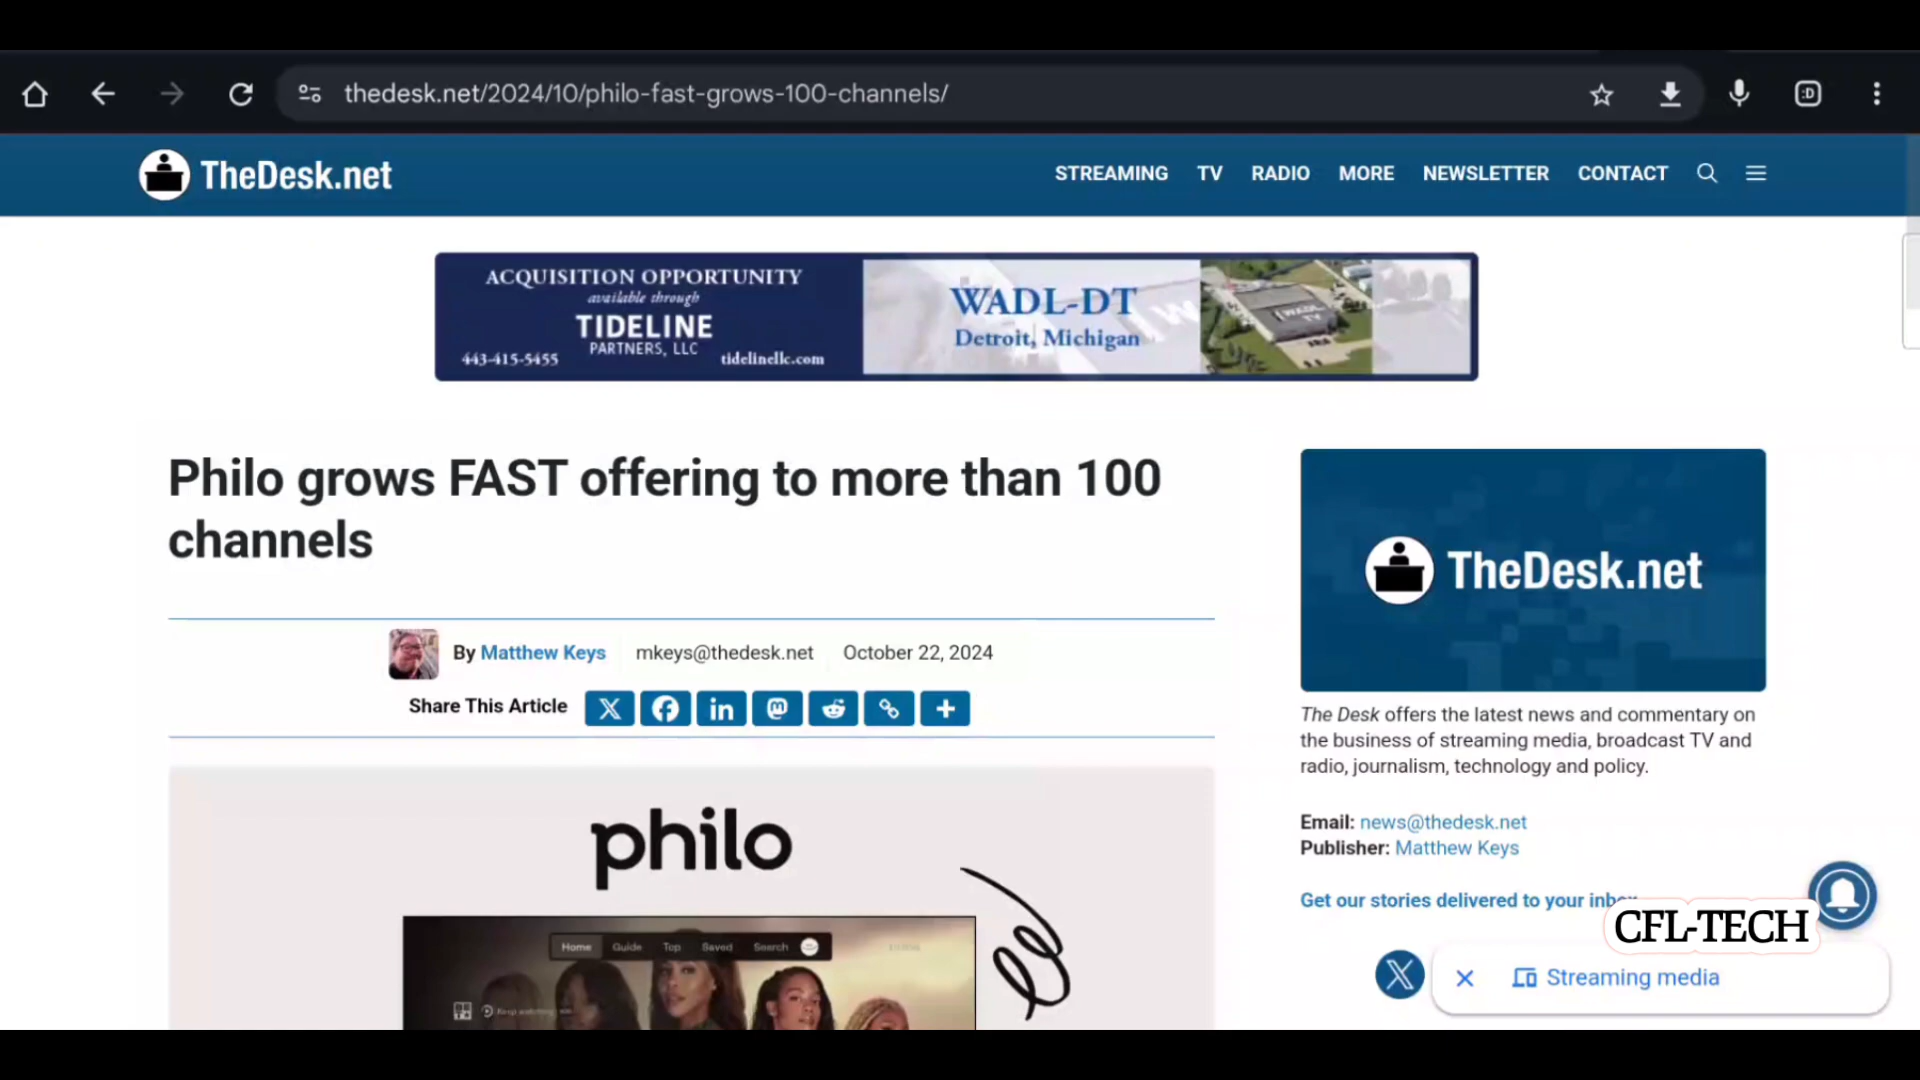 thedesk.net/2024/10/philo-fast-grows-100-channels/
:D
TheDesk.net
STREAMING TV RADIO MORE NEWSLETTER CONTACT
ACQUISITION OPPORTUNITY
available through
TIDELINE
PARTNERS, LLC
443-415-5455
tidelinellc.com
WADL-DT
Detroit, Michigan
WADL
TV
Philo grows FAST offering to more than 100
channels
By Matthew Keys mkeys@thedesk.net October 22, 2024
Share This Article
philo
Home Guide Top Saved Search
Keep watching
TheDesk.net
The Desk offers the latest news and commentary on
the business of streaming media, broadcast TV and
radio, journalism, technology and policy.
Email: news@thedesk.net
Publisher: Matthew Keys
Get our stories delivered to your
CFL-TECH
Streaming media